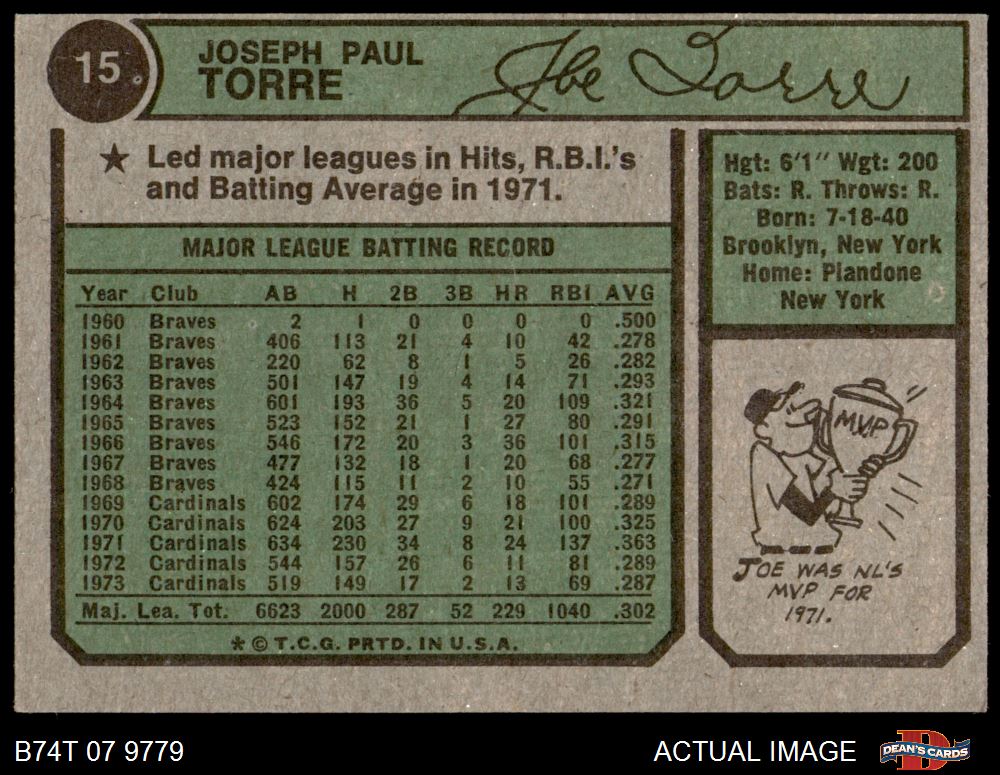 15
JOSEPH PAUL
TORRE
Joe Torre
★ Led major leagues in Hits, R.B.I.'s
and Batting Average in 1971.
MAJOR LEAGUE BATTING RECORD
Year Club AB H 2B 3B HR RBI AVG
1960 Braves 2 1 0 0 0 0 .500
1961 Braves 406 113 21 4 10 42 .278
1962 Braves 220 62 8 1 5 26 .282
1963 Braves 501 147 19 4 14 71 .293
1964 Braves 601 193 36 5 20 109 .321
1965 Braves 523 152 21 1 27 80 .291
1966 Braves 546 172 20 3 36 101 .315
1967 Braves 477 132 18 1 20 68 .277
1968 Braves 424 115 11 2 10 55 .271
1969 Cardinals 602 174 29 6 18 101 .289
1970 Cardinals 624 203 27 9 21 100 .325
1971 Cardinals 634 230 34 8 24 137 .363
1972 Cardinals 544 157 26 6 11 81 .289
1973 Cardinals 519 149 17 2 13 69 .287
Maj. Lea. Tot. 6623 2000 287 52 229 1040 .302
* © T.C.G. PRTD. IN U.S.A.
Hgt: 6'1" Wgt: 200
Bats: R. Throws: R.
Born: 7-18-40
Brooklyn, New York
Home: Plandone
New York
MVP
JOE WAS NL'S
MVP FOR
1971.
B74T 07 9779
ACTUAL IMAGE
DEAN'S CARDS